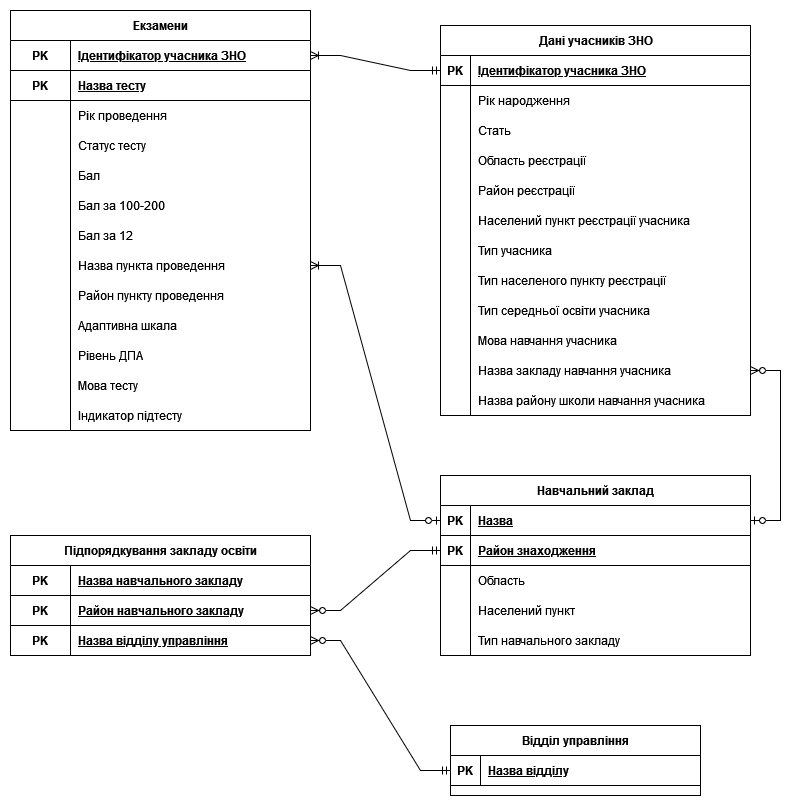 Екзамени
PK Ідентифікатор учасника ЗНО
PK Назва тесту
Рік проведення
Статус тесту
Бал
Бал за 100-200
Бал за 12
Назва пункта проведення
Район пункту проведення
Адаптивна шкала
Рівень ДПА
Мова тесту
Індикатор підтесту
Дані учасників ЗНО
PK Ідентифікатор учасника ЗНО
Рік народження
Стать
Область реєстрації
Район реєстрації
Населений пункт реєстрації учасника
Тип учасника
Тип населеного пункту реєстрації
Тип середньої освіти учасника
Мова навчання учасника
Назва закладу навчання учасника
Назва району школи навчання учасника
Навчальний заклад
PK Назва
PK Район знаходження
Область
Населений пункт
Тип навчального закладу
Підпорядкування закладу освіти
PK Назва навчального закладу
PK Район навчального закладу
PK Назва відділу управління
Відділ управління
PK Назва відділу